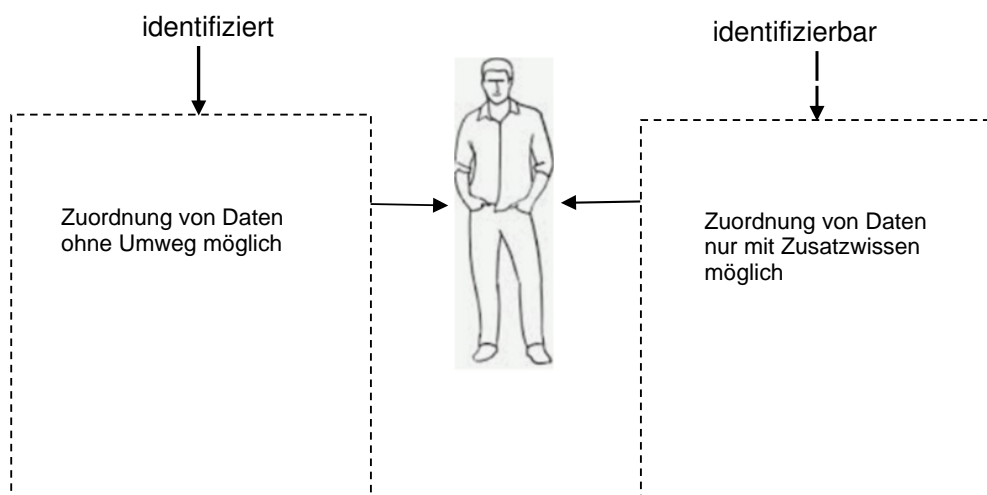 identifiziert
identifizierbar
Zuordnung von Daten
ohne Umweg möglich
Zuordnung von Daten
nur mit Zusatzwissen
möglich